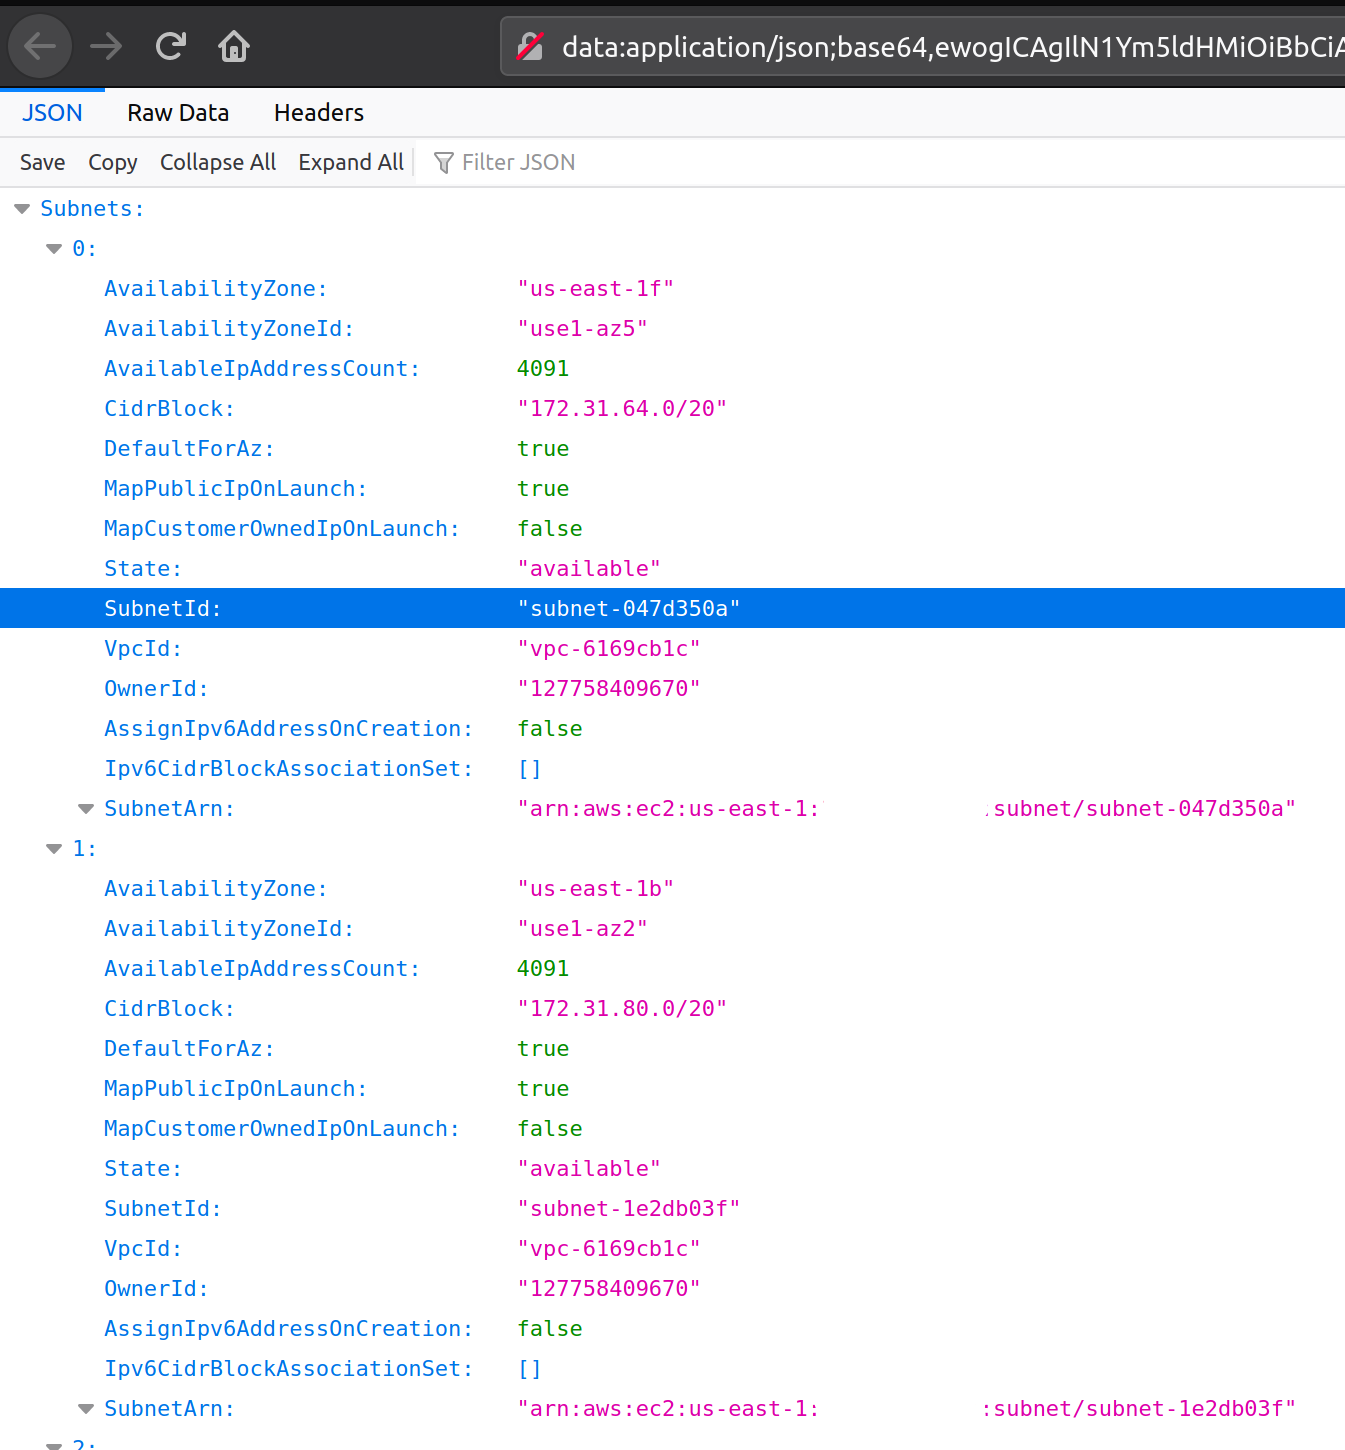 data:application/json;base64,ewogICAgIlN1Ym5ldHMiOiBbCiA
JSON Raw Data Headers
Save Copy Collapse All Expand All Filter JSON
Subnets:
0:
AvailabilityZone: "us-east-1f"
AvailabilityZoneId: "use1-az5"
AvailableIpAddressCount: 4091
CidrBlock: "172.31.64.0/20"
DefaultForAz: true
MapPublicIpOnLaunch: true
MapCustomerOwnedIpOnLaunch: false
State: "available"
SubnetId: "subnet-047d350a"
VpcId: "vpc-6169cb1c"
OwnerId: "127758409670"
AssignIpv6AddressOnCreation: false
Ipv6CidrBlockAssociationSet: []
SubnetArn: "arn:aws:ec2:us-east-1: subnet/subnet-047d350a"
1:
AvailabilityZone: "us-east-1b"
AvailabilityZoneId: "use1-az2"
AvailableIpAddressCount: 4091
CidrBlock: "172.31.80.0/20"
DefaultForAz: true
MapPublicIpOnLaunch: true
MapCustomerOwnedIpOnLaunch: false
State: "available"
SubnetId: "subnet-1e2db03f"
VpcId: "vpc-6169cb1c"
OwnerId: "127758409670"
AssignIpv6AddressOnCreation: false
Ipv6CidrBlockAssociationSet: []
SubnetArn: "arn:aws:ec2:us-east-1: :subnet/subnet-1e2db03f"
2: